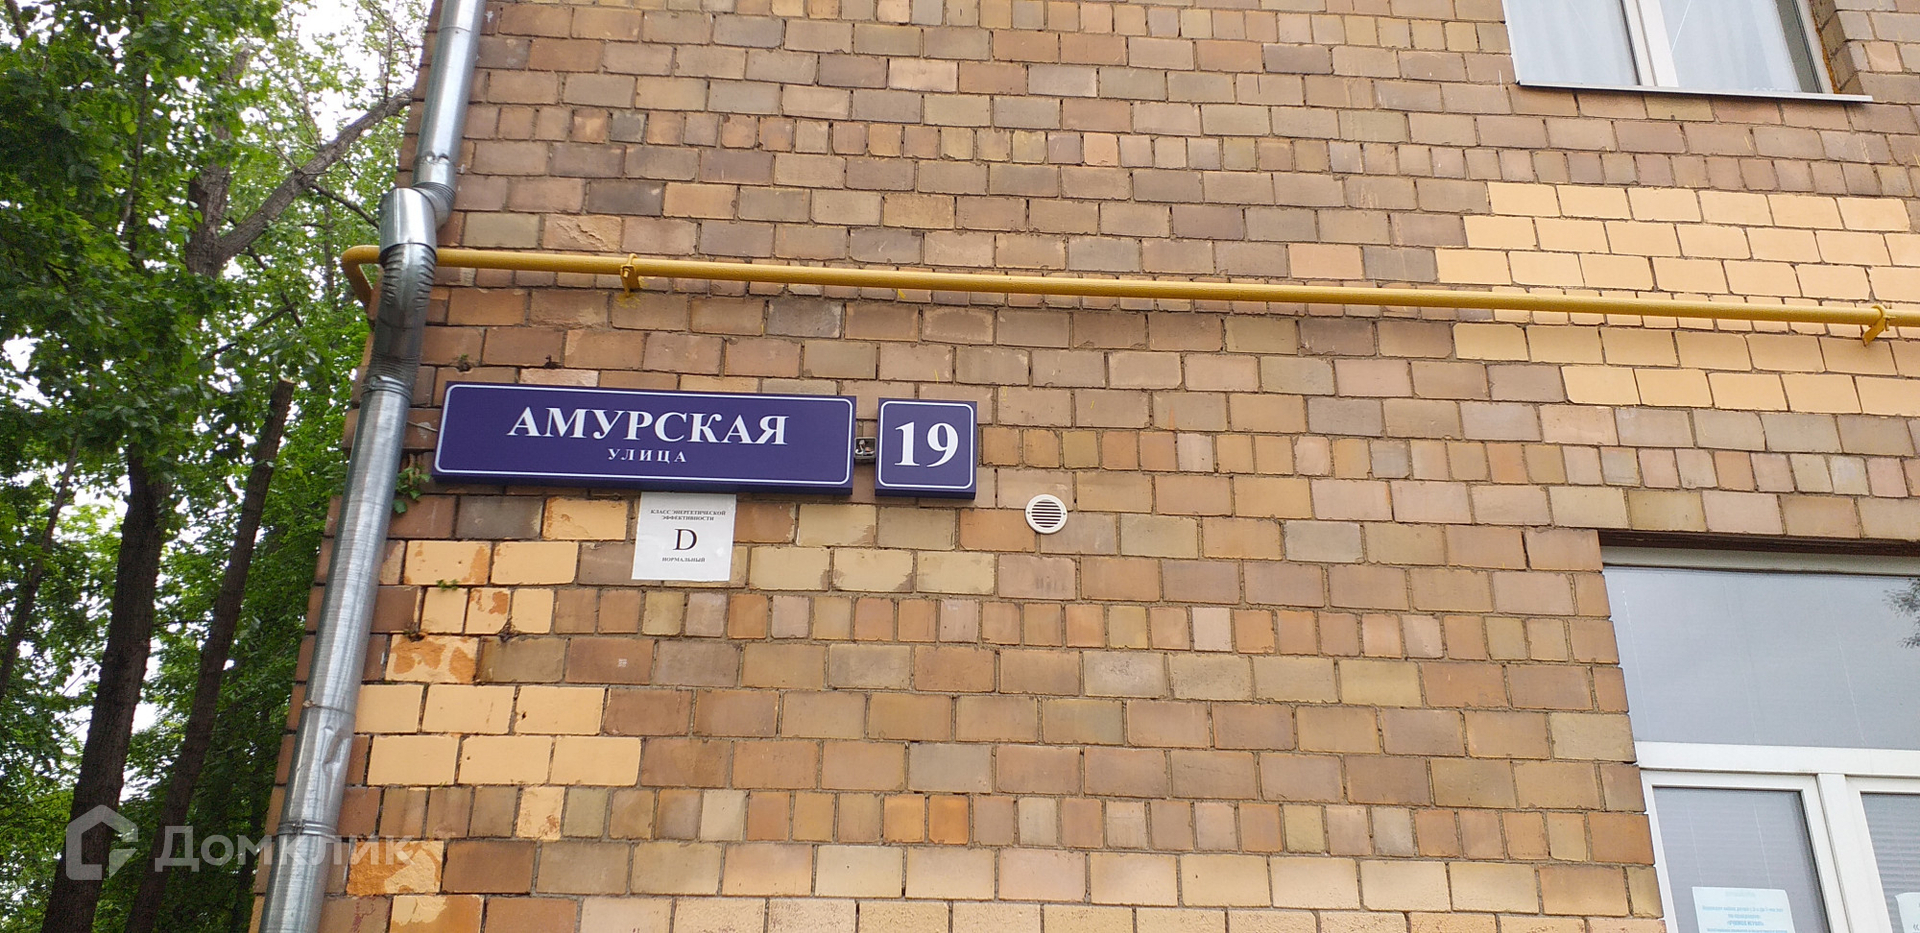 АМУРСКАЯ
УЛИЦА
19
КЛАСС ЭНЕРГЕТИЧЕСКОЙ
ЭФФЕКТИВНОСТИ
D
НОРМАЛЬНЫЙ
Домклик